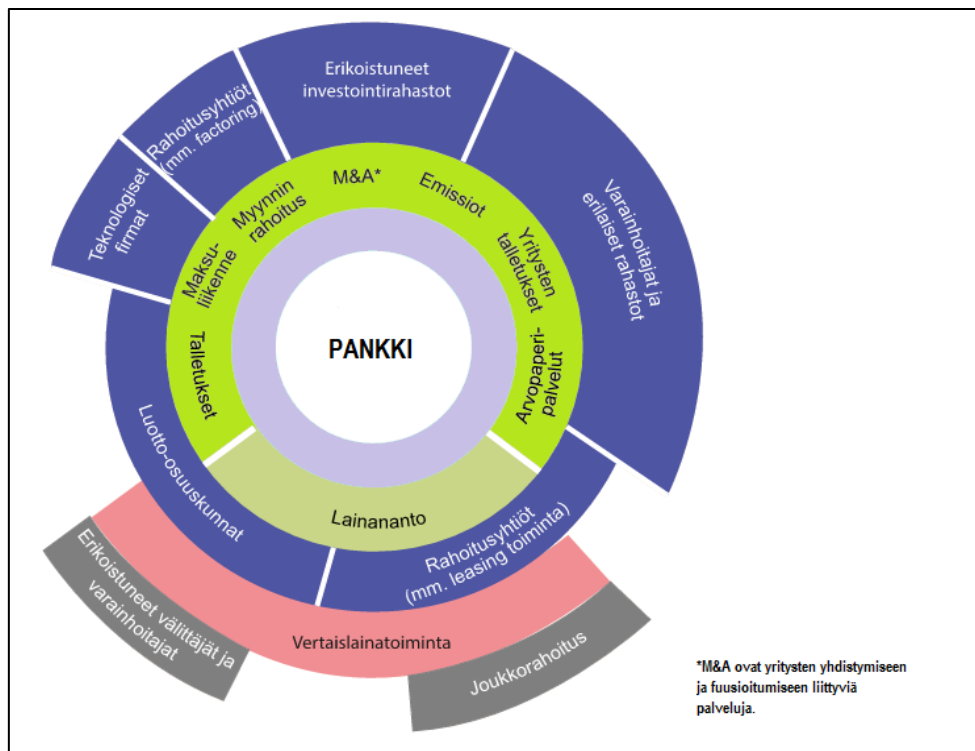 Erikoistuneet
investointirahastot
Rahoitusyhtiöt
(mm. factoring)
Teknologiset
firmat
Varainhoitajat ja
erilaiset rahastot
M&A*
Emissiot
Myynnin
rahoitus
Yritysten
talletukset
Maksu-
liikenne
Talletukset
Arvopaperi-
palvelut
PANKKI
Lainananto
Luotto-osuuskunnat
Rahoitusyhtiöt
(mm. leasing toiminta)
Vertaislainatoiminta
Erikoistuneet välittäjät ja
varainhoitajat
Joukkorahoitus
*M&A ovat yritysten yhdistymiseen
ja fuusioitumiseen liittyviä
palveluja.